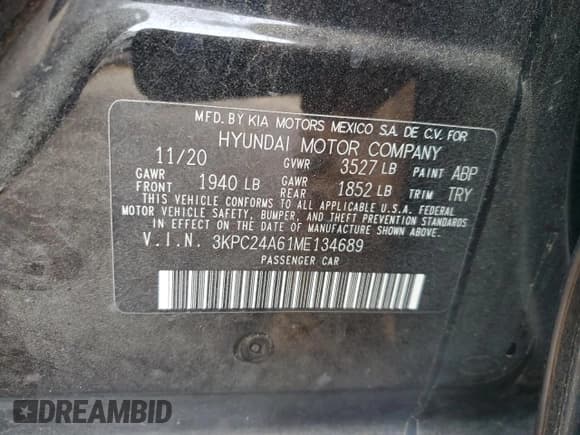 MFD. BY KIA MOTORS MEXICO S.A. DE C.V. FOR
HYUNDAI MOTOR COMPANY
11/20 GVWR 3527 LB PAINT ABP
GAWR FRONT 1940 LB GAWR REAR 1852 LB TRIM TRY
THIS VEHICLE CONFORMS TO ALL APPLICABLE U.S.A. FEDERAL
MOTOR VEHICLE SAFETY, BUMPER, AND THEFT PREVENTION STANDARDS
IN EFFECT ON THE DATE OF MANUFACTURE SHOWN ABOVE.
V.I.N. 3KPC24A61ME134689
PASSENGER CAR
DREAMBID